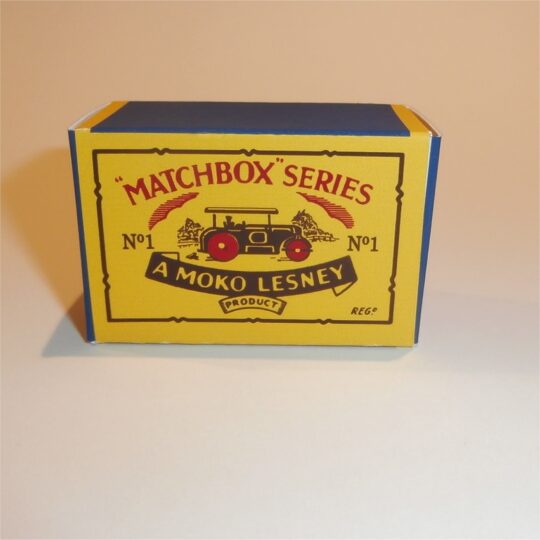 "MATCHBOX" SERIES
Nº1 Nº1
A MOKO LESNEY
PRODUCT
REGD